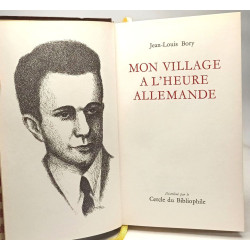 Jean-Louis Bory
MON VILLAGE
A L'HEURE
ALLEMANDE
Cercle du Bibliophile